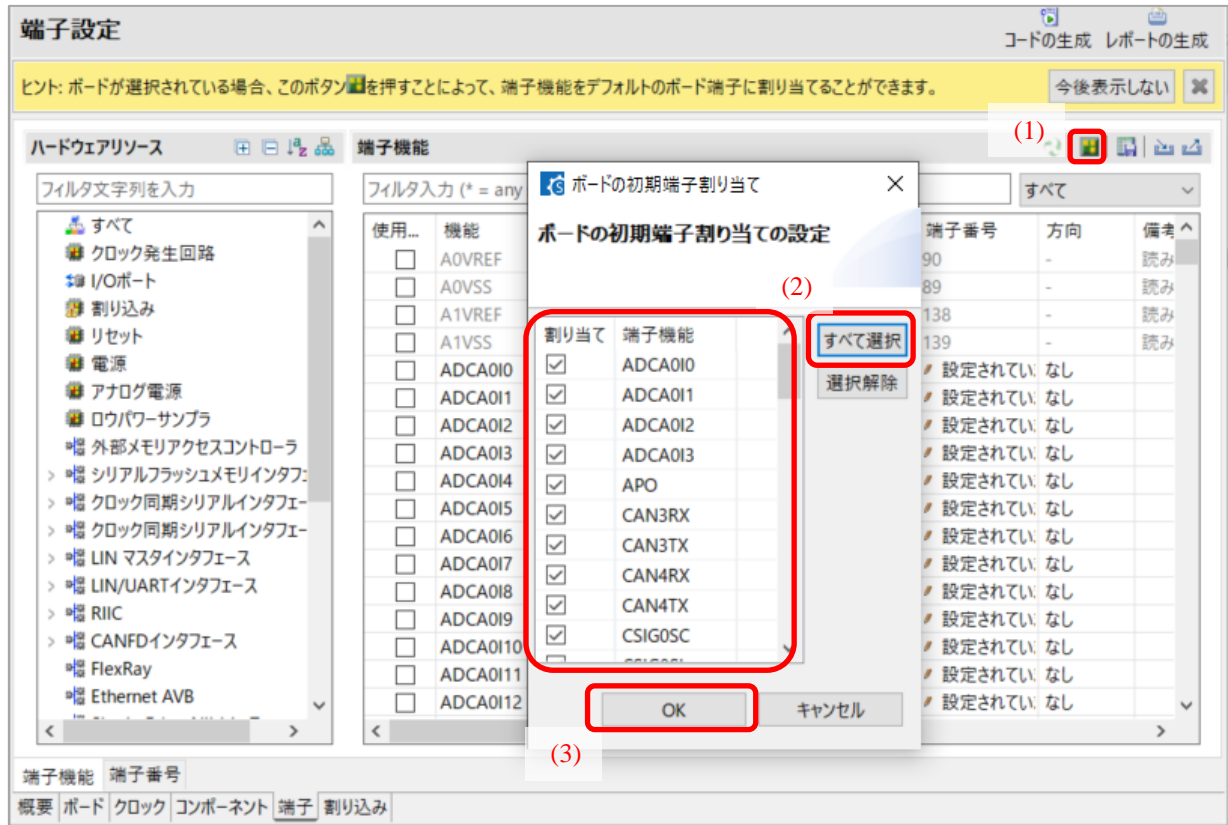 端子設定
コードの生成 レポートの生成
ヒント: ボードが選択されている場合、このボタンを押すことによって、端子機能をデフォルトのボード端子に割り当てることができます。
今後表示しない
ハードウェアリソース
フィルタ文字列を入力
すべて
クロック発生回路
I/Oポート
割り込み
リセット
電源
アナログ電源
ロウパワーサンプラ
外部メモリアクセスコントローラ
シリアルフラッシュメモリインタフ
クロック同期シリアルインタフェー
クロック同期シリアルインタフェー
LIN マスタインタフェース
LIN/UARTインタフェース
RIIC
CANFDインタフェース
FlexRay
Ethernet AVB
端子機能
(1)
フィルタ入力 (* = any
すべて
使用... 機能 端子番号 方向 備考
A0VREF 90 - 読み
A0VSS 89 - 読み
A1VREF 138 - 読み
A1VSS 139 - 読み
ADCA0I0 設定されてい なし
ADCA0I1 設定されてい なし
ADCA0I2 設定されてい なし
ADCA0I3 設定されてい なし
ADCA0I4 設定されてい なし
ADCA0I5 設定されてい なし
ADCA0I6 設定されてい なし
ADCA0I7 設定されてい なし
ADCA0I8 設定されてい なし
ADCA0I9 設定されてい なし
ADCA0I10 設定されてい なし
ADCA0I11 設定されてい なし
ADCA0I12 設定されてい なし
ボードの初期端子割り当て
ボードの初期端子割り当ての設定
(2)
割り当て 端子機能
ADCA0I0
ADCA0I1
ADCA0I2
ADCA0I3
APO
CAN3RX
CAN3TX
CAN4RX
CAN4TX
CSIG0SC
すべて選択
選択解除
OK
キャンセル
(3)
端子機能 端子番号
概要 ボード クロック コンポーネント 端子 割り込み